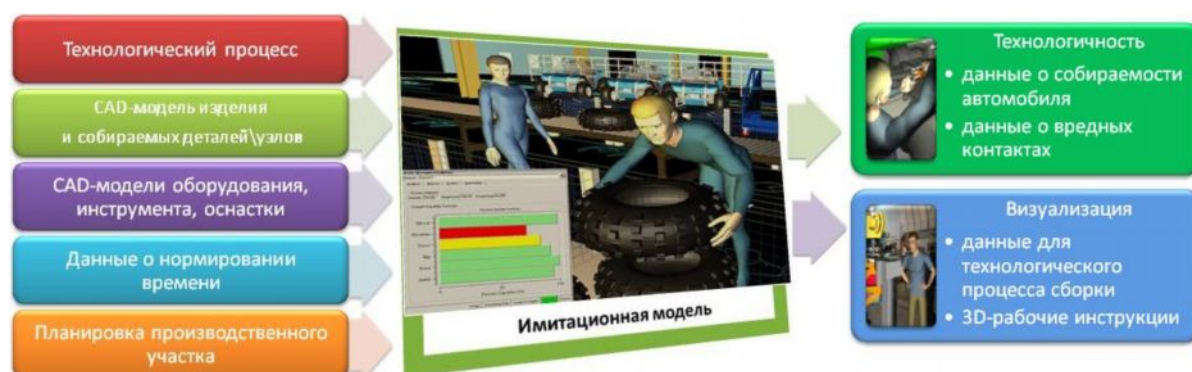 Технологический процесс
CAD-модель изделия
и собираемых деталей\узлов
CAD-модели оборудования,
инструмента, оснастки
Данные о нормировании
времени
Планировка производственного
участка
Имитационная модель
Технологичность
• данные о собираемости
автомобиля
• данные о вредных
контактах
Визуализация
• данные для
технологического
процесса сборки
• 3D-рабочие инструкции